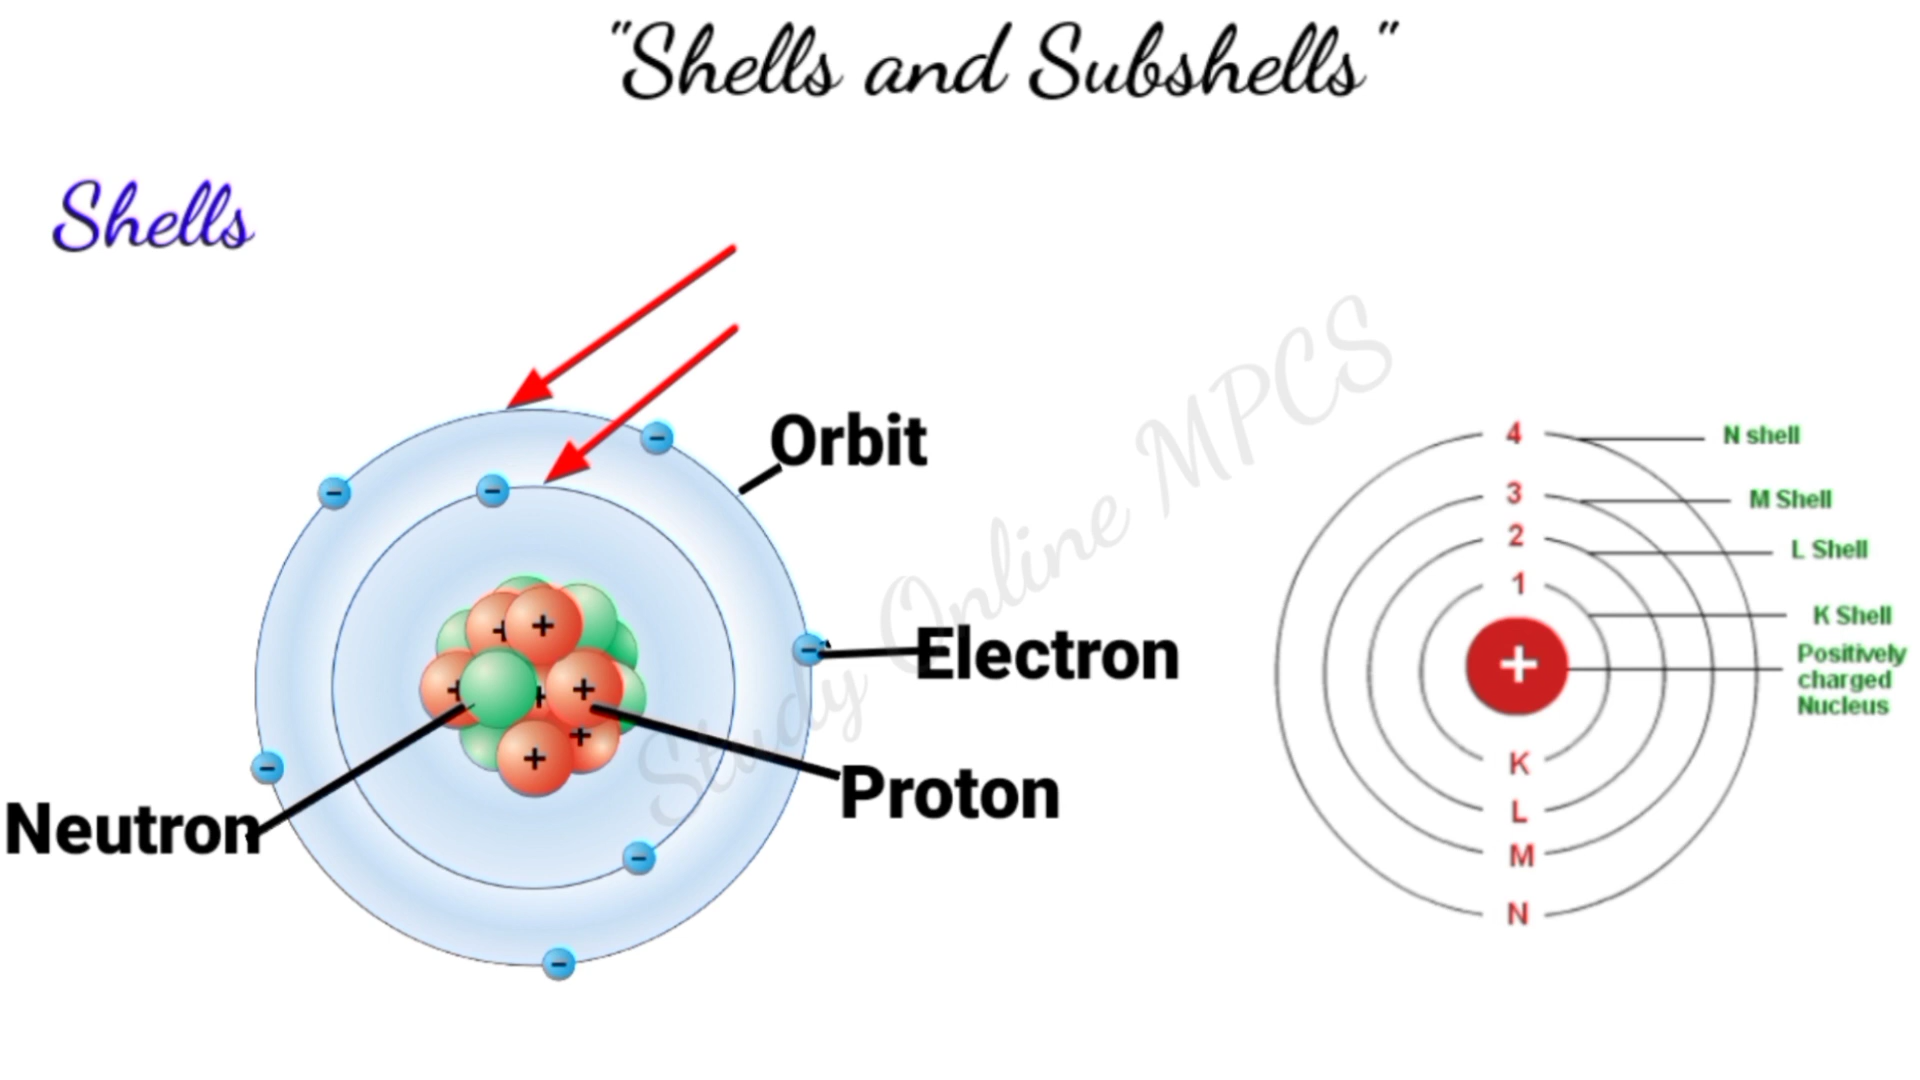 "Shells and Subshells"
Shells
Orbit
Electron
Proton
Neutron
Study Online MPCS
4
3
2
1
K
L
M
N
N shell
M Shell
L Shell
K Shell
Positively
charged
Nucleus
+
+
+
+
+
+
+
+
-
-
-
-
-
-
-